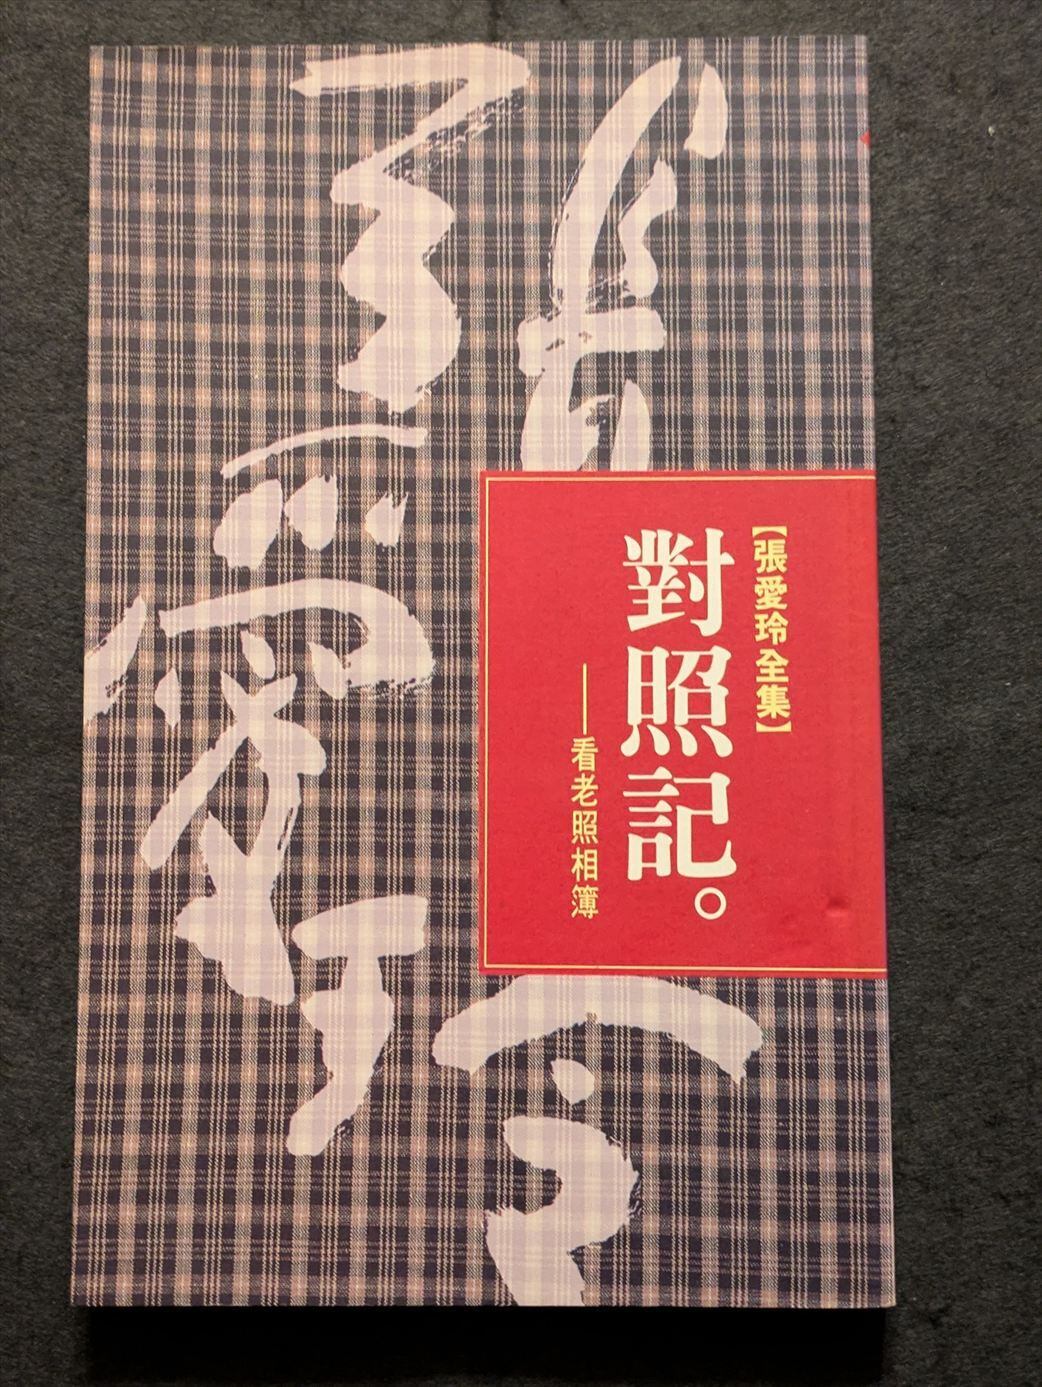 張愛玲
【張愛玲全集】
對照記。
——看老照相簿